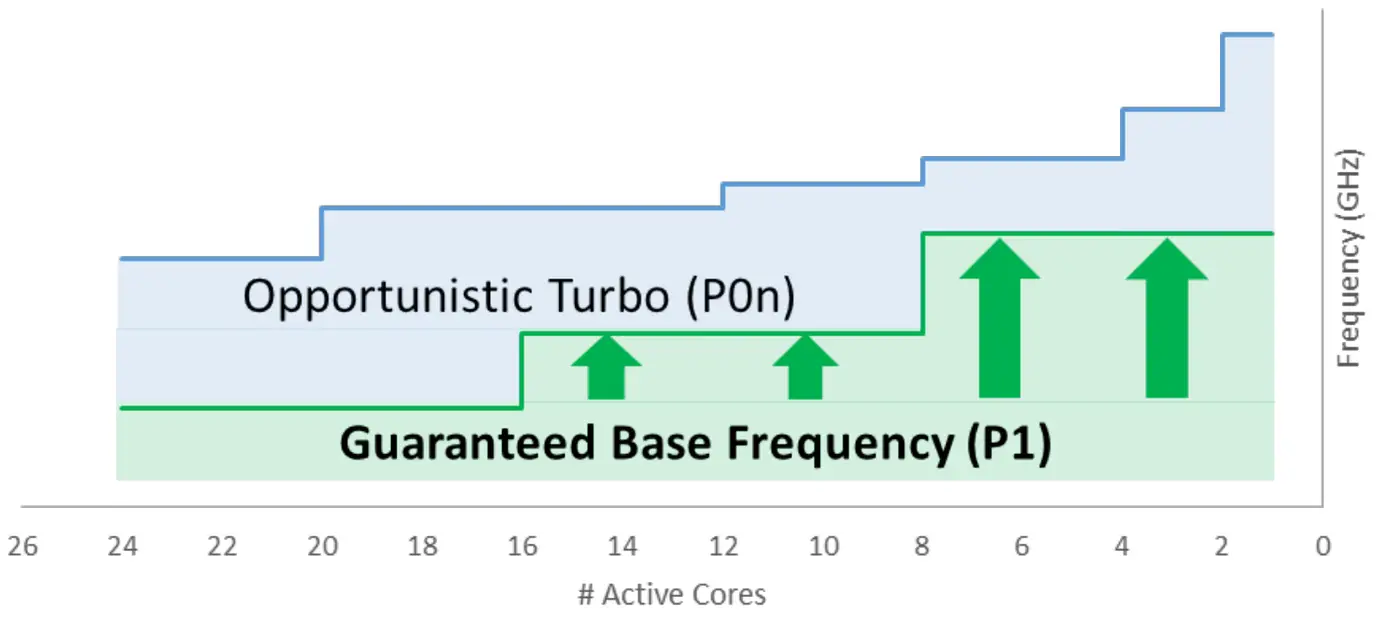 Opportunistic Turbo (P0n)
Guaranteed Base Frequency (P1)
Frequency (GHz)
26 24 22 20 18 16 14 12 10 8 6 4 2 0
# Active Cores